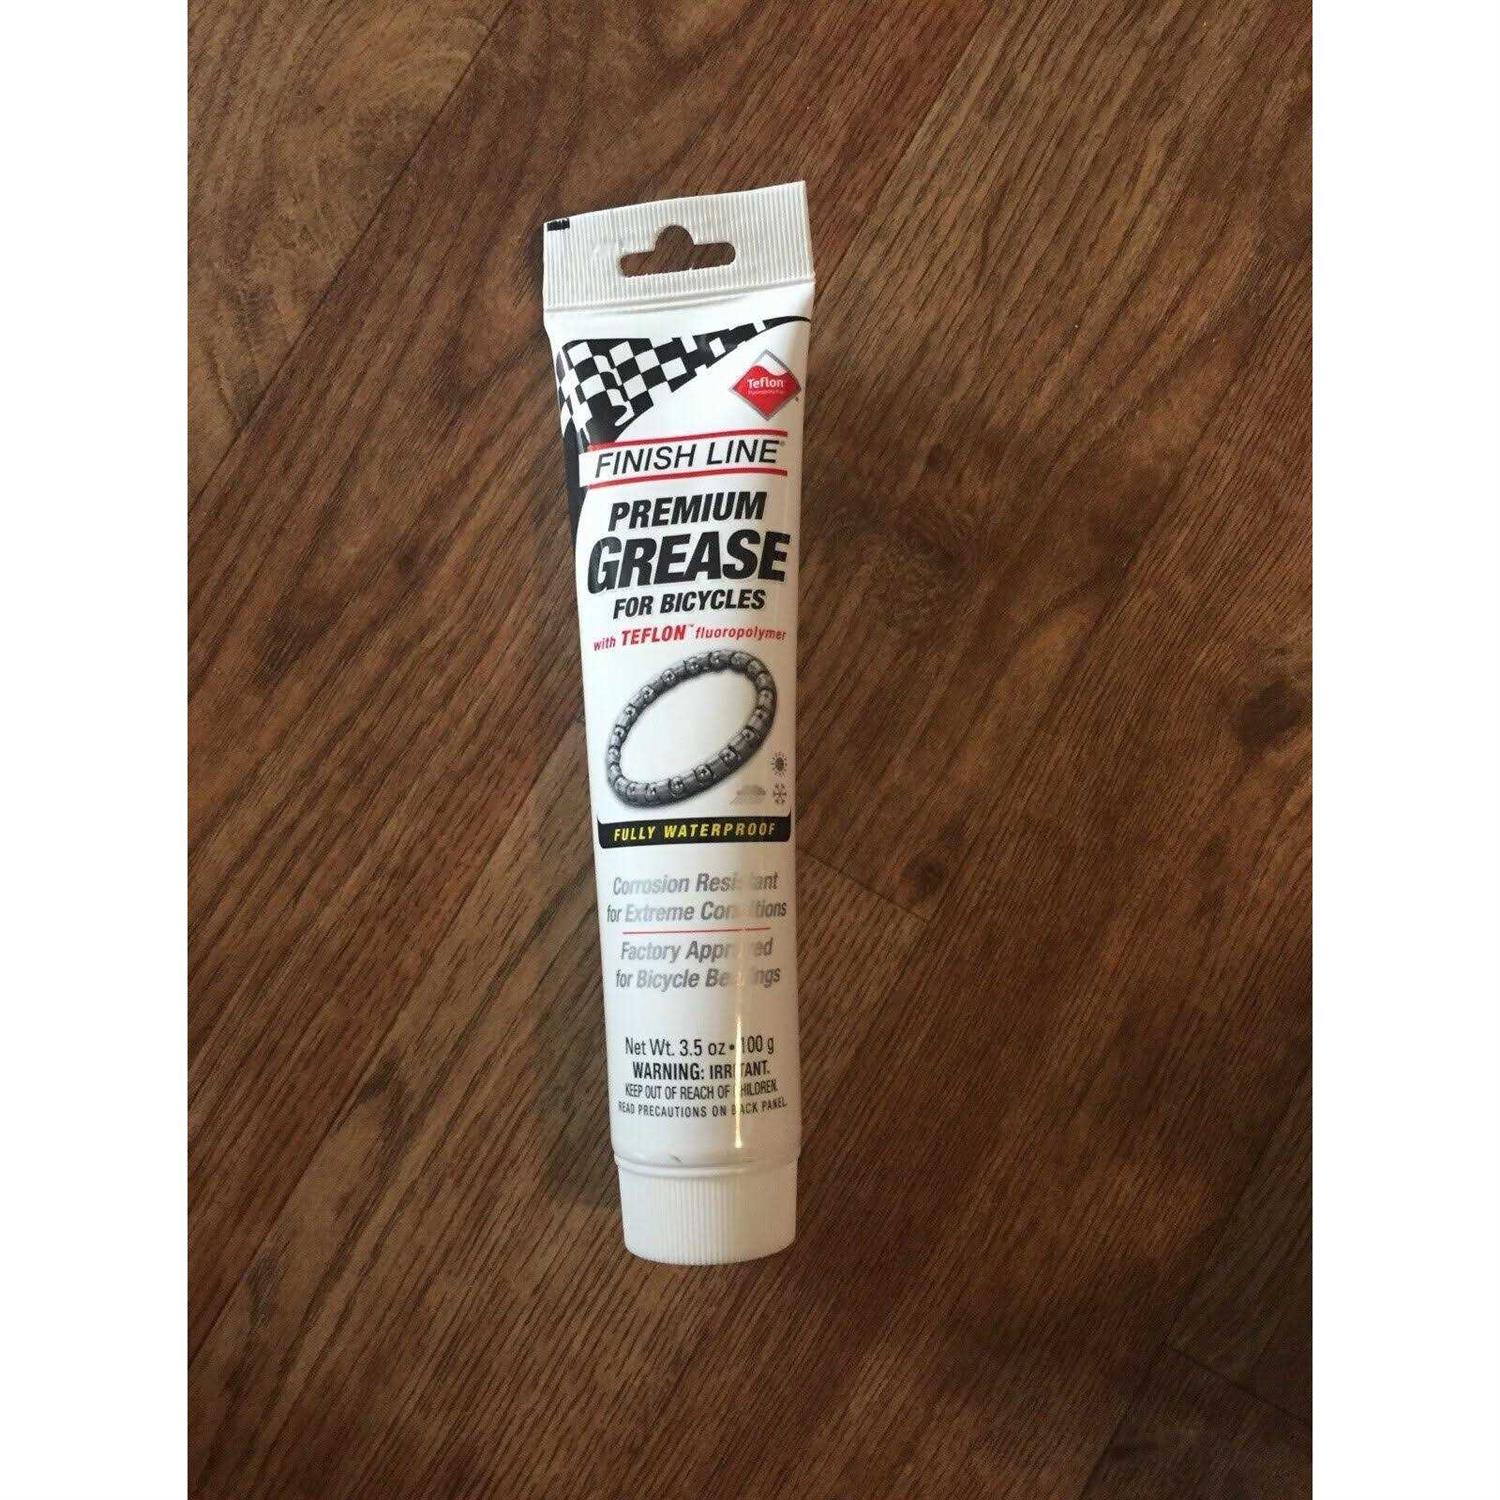 Teflon
FINISH LINE®
PREMIUM
GREASE
FOR BICYCLES
with TEFLON™ fluoropolymer
FULLY WATERPROOF
Corrosion Resistant
for Extreme Conditions
Factory Approved
for Bicycle Bearings
Net Wt. 3.5 oz • 100 g
WARNING: IRRITANT.
KEEP OUT OF REACH OF CHILDREN.
READ PRECAUTIONS ON BACK PANEL.